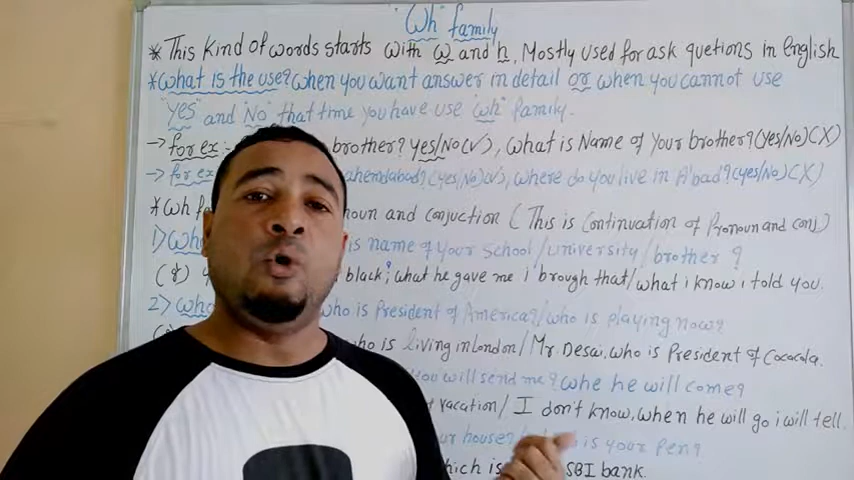 "Wh" family
* This kind of words starts with w and h, Mostly used for ask quetions in English
* what is the use? when you want answer in detail or when you cannot use
"yes" and "No" that time you have use "wh" family.
→ for ex:- brother? yes/No(✓), what is Name of your brother? (yes/No)(X)
→ for ex ahemdabad? (yes/No)(✓), where do you live in A'bad? (yes/No)(X)
* Wh noun and conjuction ( This is continuation of Pronoun and conj)
1) is name of your school/university/brother?
(&) black; what he gave me i brough that/what i know i told you.
2) who is President of America?/who is playing now?
who is living in London/Mr. Desai, who is President of Cocacola.
you will send me? whe he will come?
vacation/ I don't know, when he will go i will tell.
house? is your pen?
which is SBI bank.